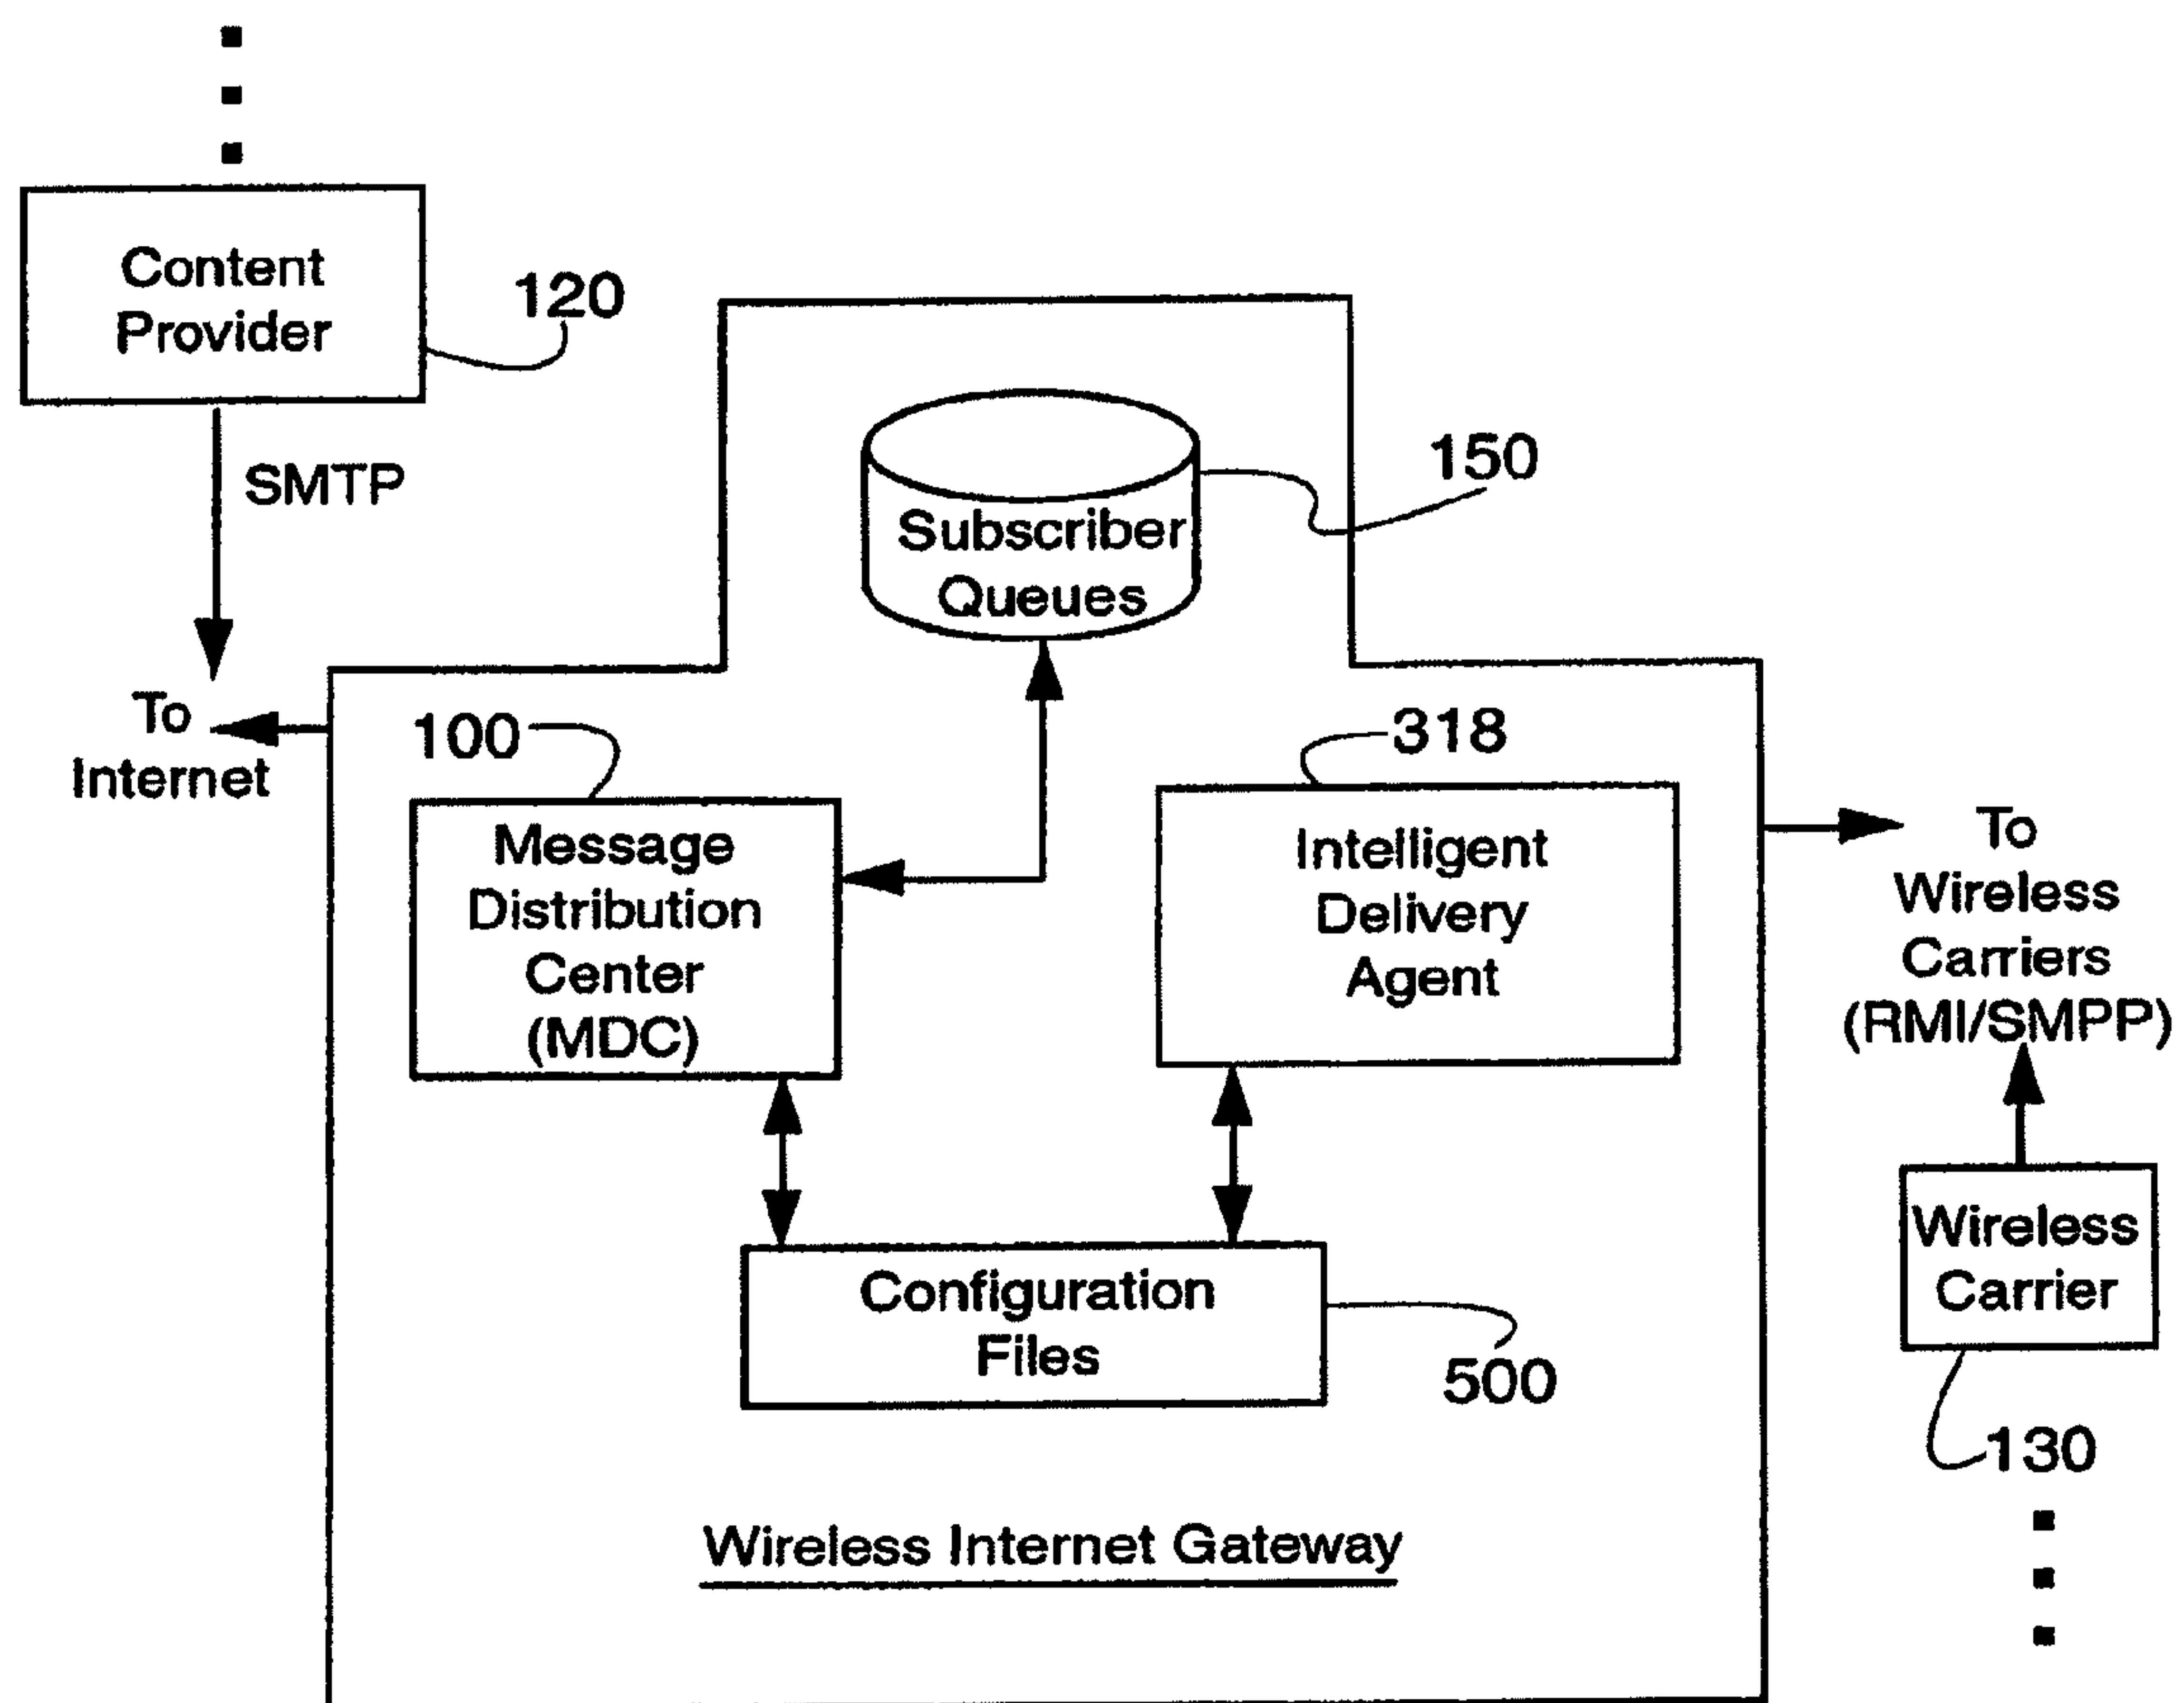 Content
Provider
120
SMTP
To
Internet
Subscriber
Queues
150
100
Message
Distribution
Center
(MDC)
318
Intelligent
Delivery
Agent
To
Wireless
Carriers
(RMI/SMPP)
Configuration
Files
500
Wireless
Carrier
130
Wireless Internet Gateway